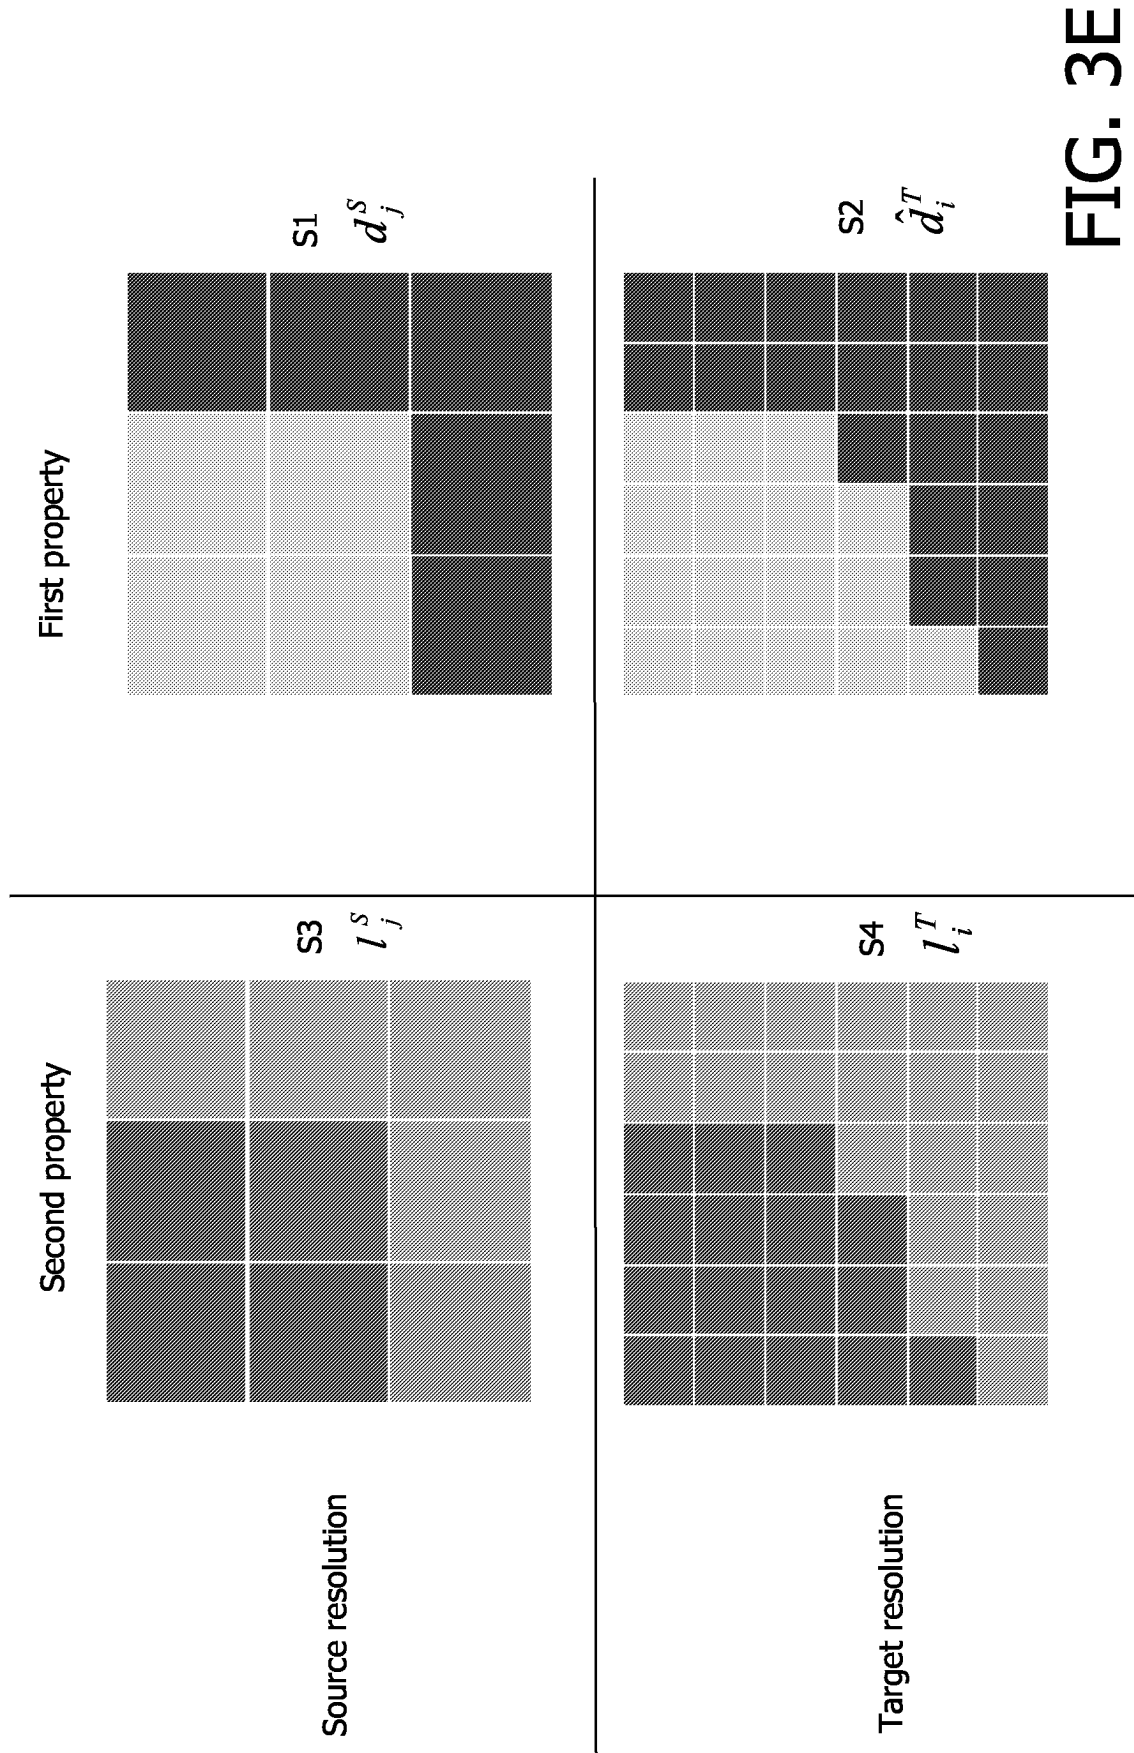 Second property
First property
Source resolution
S3
l_j^S
S1
d_j^S
Target resolution
S4
l_i^T
S2
d̂_i^T
FIG. 3E